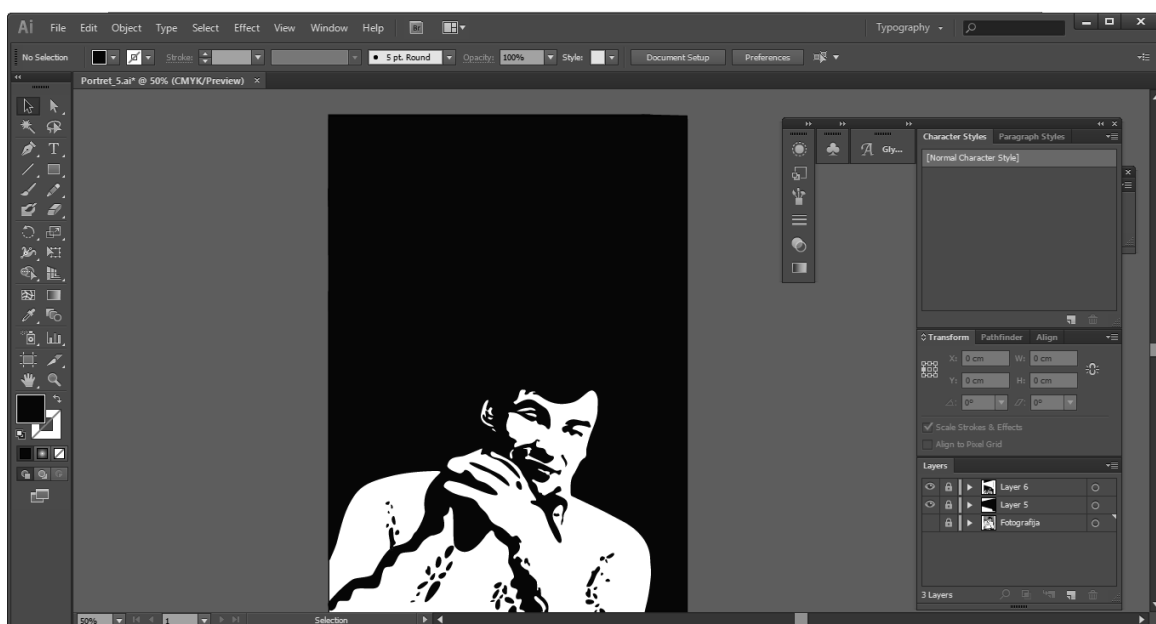 Ai File Edit Object Type Select Effect View Window Help Br Typography
No Selection Stroke: 5 pt. Round Opacity: 100% Style: Document Setup Preferences
Portret_5.ai* @ 50% (CMYK/Preview) ×
Character Styles Paragraph Styles
Gly...
[Normal Character Style]
Transform Pathfinder Align
X: 0 cm W: 0 cm
Y: 0 cm H: 0 cm
0° 0°
Scale Strokes & Effects
Align to Pixel Grid
Layers
Layer 6
Layer 5
Fotografija
3 Layers
50% 1 Selection